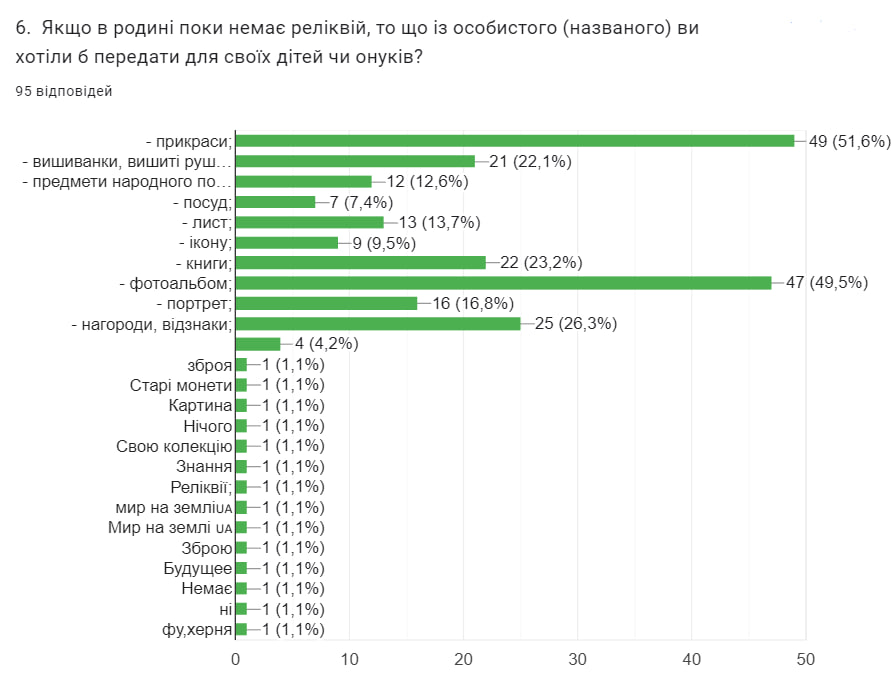 6. Якщо в родині поки немає реліквій, то що із особистого (названого) ви
хотіли б передати для своїх дітей чи онуків?
95 відповідей
- прикраси; 49 (51,6%)
- вишиванки, вишиті руш… 21 (22,1%)
- предмети народного по… 12 (12,6%)
- посуд; 7 (7,4%)
- лист; 13 (13,7%)
- ікону; 9 (9,5%)
- книги; 22 (23,2%)
- фотоальбом; 47 (49,5%)
- портрет; 16 (16,8%)
- нагороди, відзнаки; 25 (26,3%)
4 (4,2%)
зброя 1 (1,1%)
Старі монети 1 (1,1%)
Картина 1 (1,1%)
Нічого 1 (1,1%)
Свою колекцію 1 (1,1%)
Знання 1 (1,1%)
Реліквії; 1 (1,1%)
мир на земліUA 1 (1,1%)
Мир на землі UA 1 (1,1%)
Зброю 1 (1,1%)
Будущее 1 (1,1%)
Немає 1 (1,1%)
ні 1 (1,1%)
фу,херня 1 (1,1%)
0 10 20 30 40 50